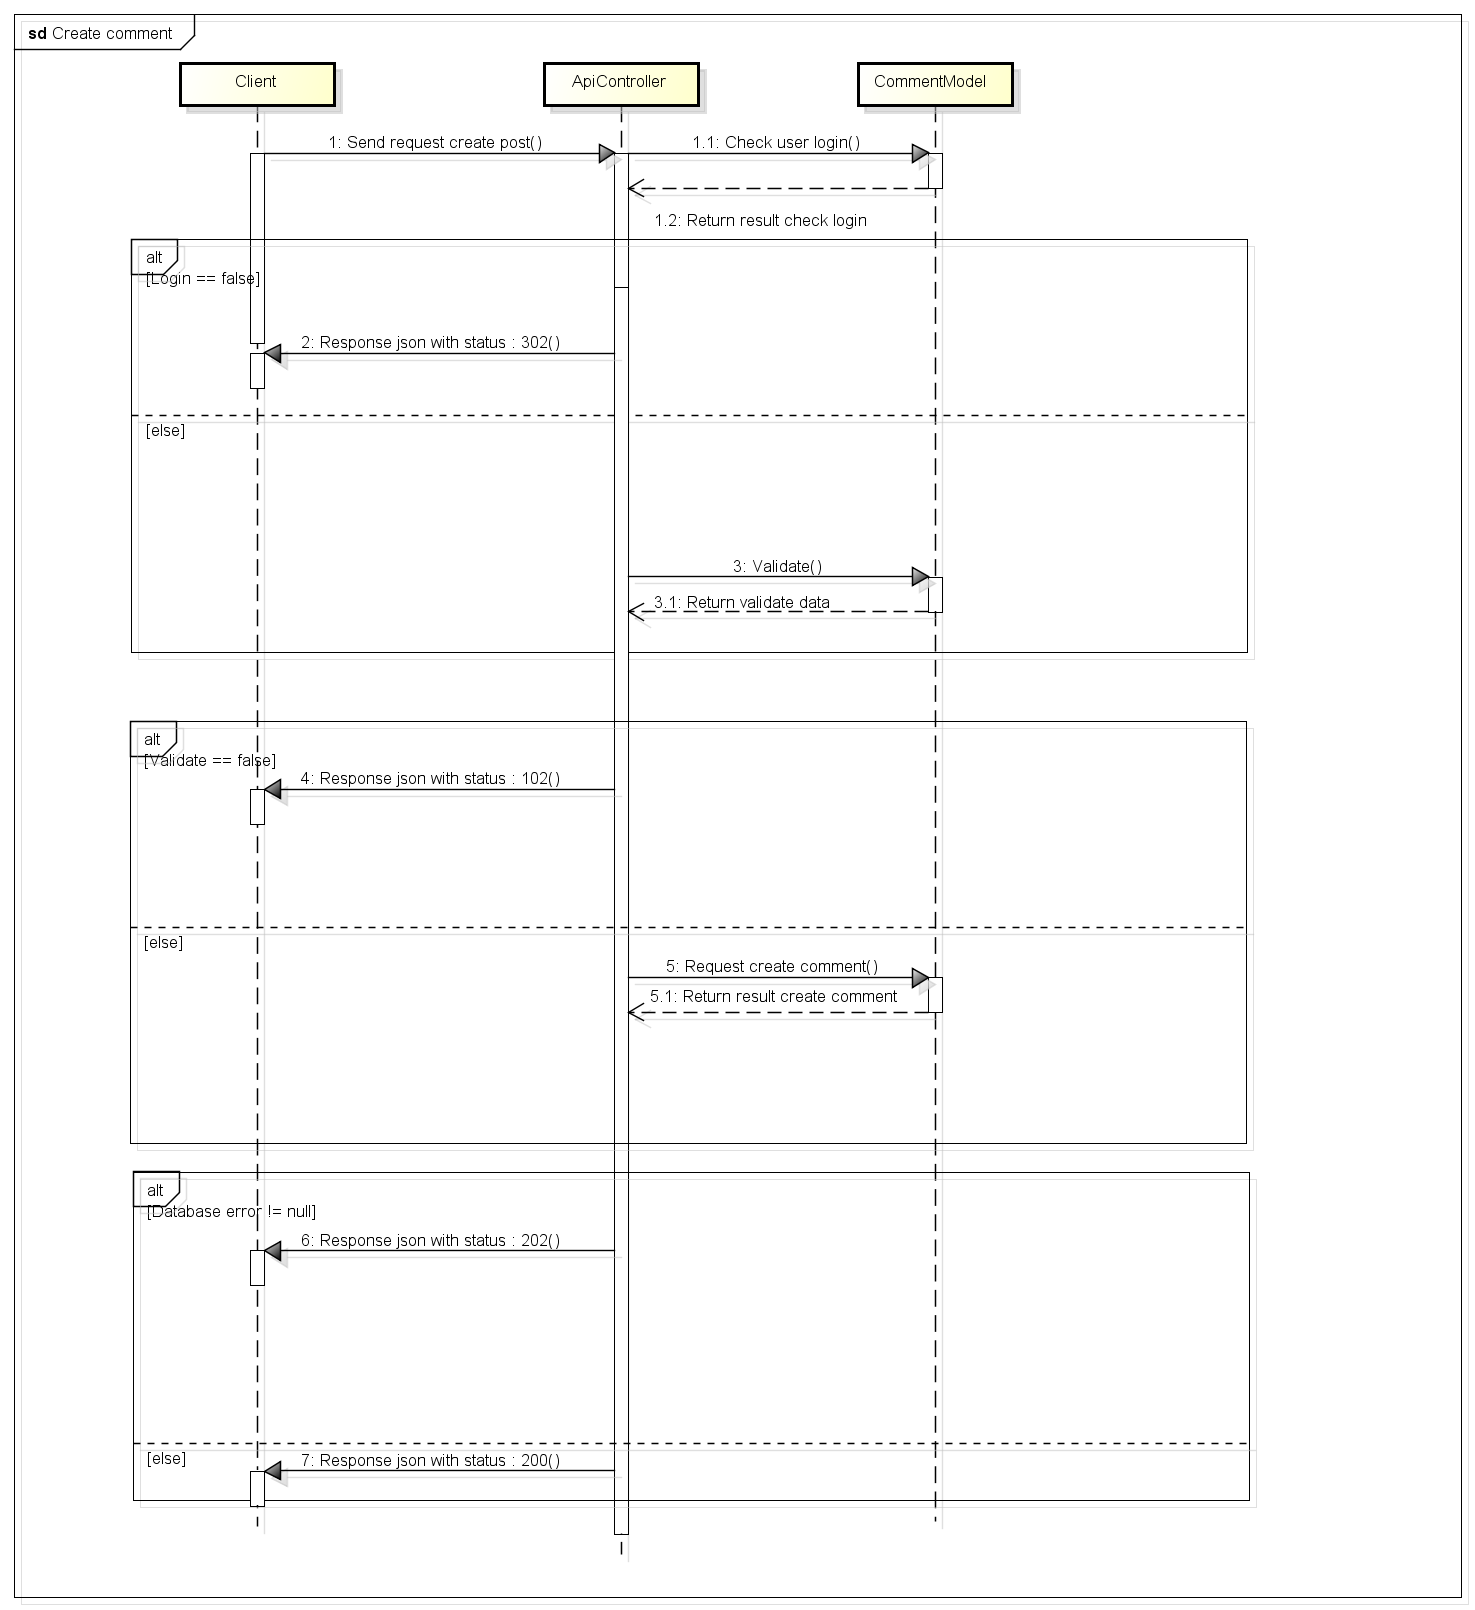 sd Create comment
Client
ApiController
CommentModel
1: Send request create post()
1.1: Check user login()
1.2: Return result check login
alt
[Login == false]
2: Response json with status : 302()
[else]
3: Validate()
3.1: Return validate data
alt
[Validate == false]
4: Response json with status : 102()
[else]
5: Request create comment()
5.1: Return result create comment
alt
[Database error != null]
6: Response json with status : 202()
[else]
7: Response json with status : 200()